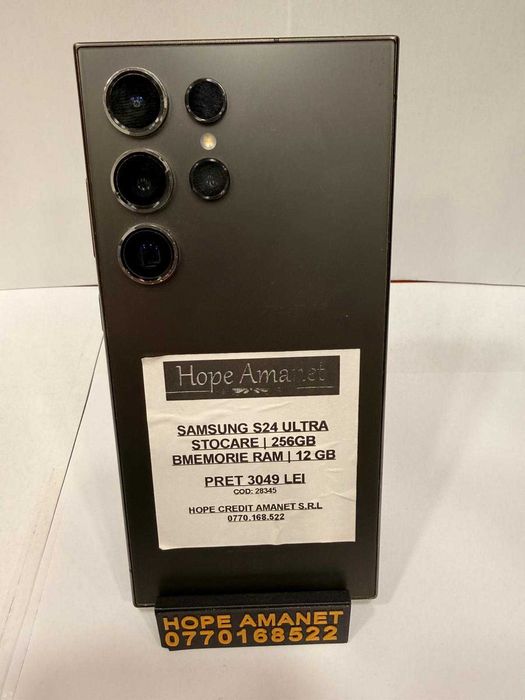 Hope Amanet
SAMSUNG S24 ULTRA
STOCARE | 256GB
BMEMORIE RAM | 12 GB
PRET 3049 LEI
COD: 28345
HOPE CREDIT AMANET S.R.L
0770.168.522
HOPE AMANET
0770168522